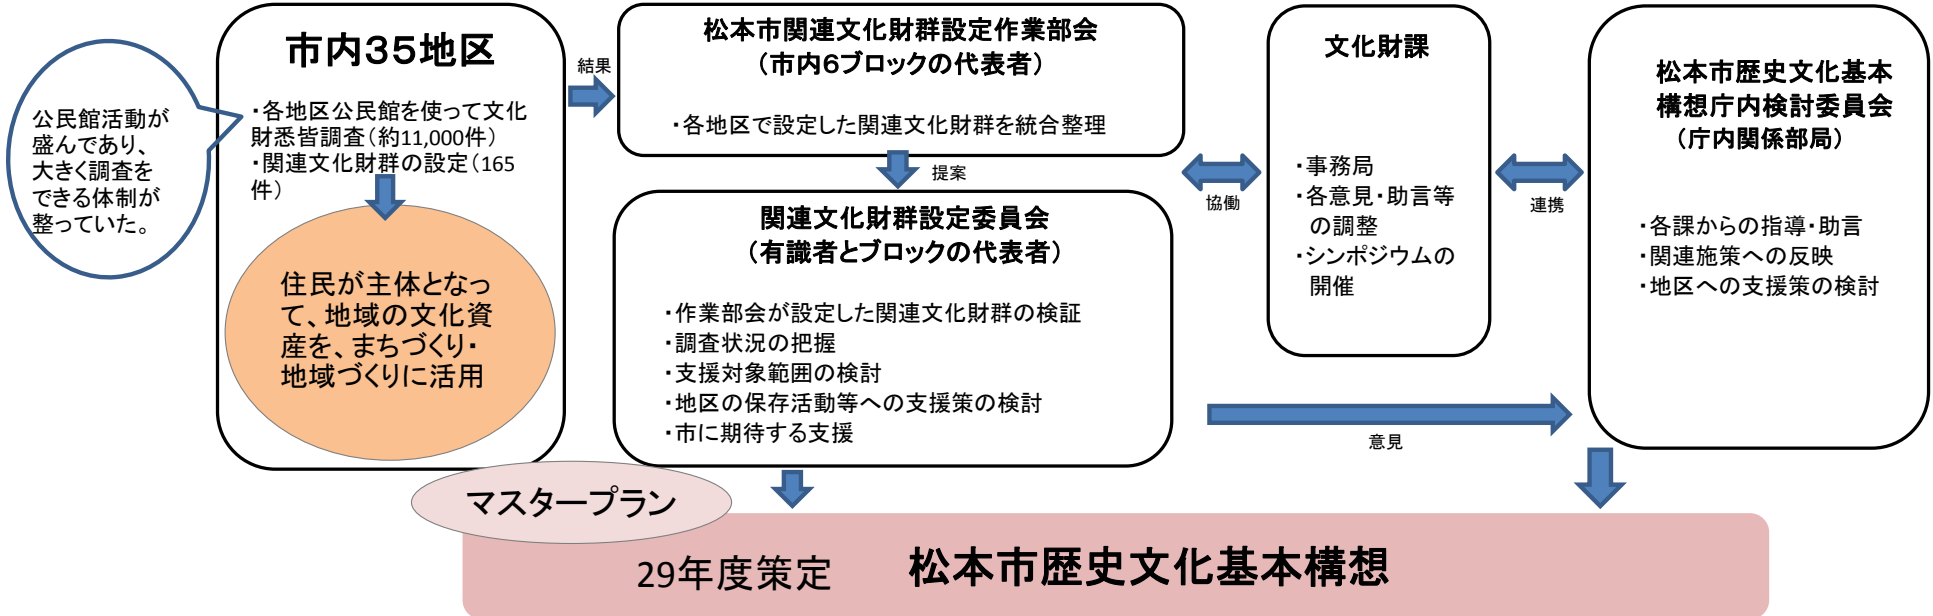 公民館活動が
盛んであり、
大きく調査を
できる体制が
整っていた。
市内35地区
・各地区公民館を使って文化
財悉皆調査(約11,000件)
・関連文化財群の設定(165
件)
住民が主体となっ
て、地域の文化資
産を、まちづくり・
地域づくりに活用
結果
松本市関連文化財群設定作業部会
(市内6ブロックの代表者)
・各地区で設定した関連文化財群を統合整理
提案
関連文化財群設定委員会
(有識者とブロックの代表者)
・作業部会が設定した関連文化財群の検証
・調査状況の把握
・支援対象範囲の検討
・地区の保存活動等への支援策の検討
・市に期待する支援
協働
文化財課
・事務局
・各意見・助言等
の調整
・シンポジウムの
開催
連携
松本市歴史文化基本
構想庁内検討委員会
(庁内関係部局)
・各課からの指導・助言
・関連施策への反映
・地区への支援策の検討
意見
マスタープラン
29年度策定 松本市歴史文化基本構想